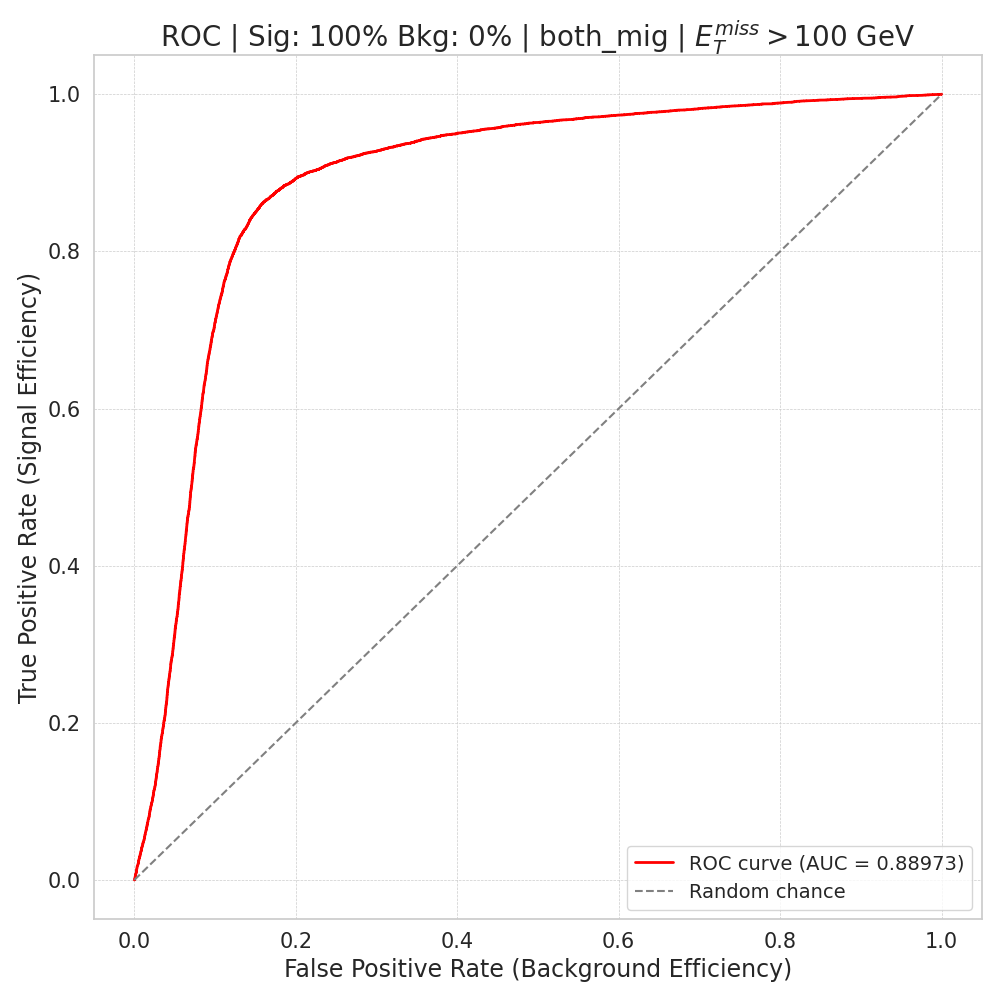 ROC | Sig: 100% Bkg: 0% | both_mig | $E_T^{miss} > 100$ GeV
True Positive Rate (Signal Efficiency)
1.0
0.8
0.6
0.4
0.2
0.0
ROC curve (AUC = 0.88973)
Random chance
0.0 0.2 0.4 0.6 0.8 1.0
False Positive Rate (Background Efficiency)